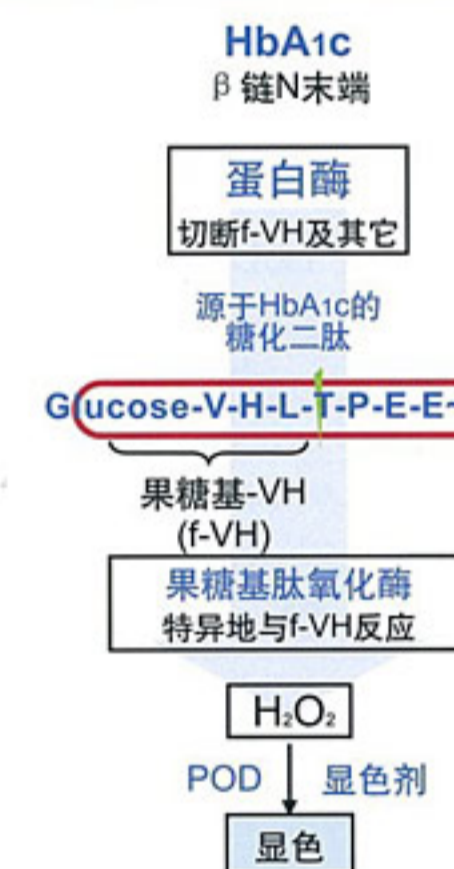 HbA1c
β链N末端
蛋白酶
切断f-VH及其它
源于HbA1c的
糖化二肽
Glucose-V-H-L-T-P-E-E~
果糖基-VH
(f-VH)
果糖基肽氧化酶
特异地与f-VH反应
H₂O₂
POD 显色剂
显色